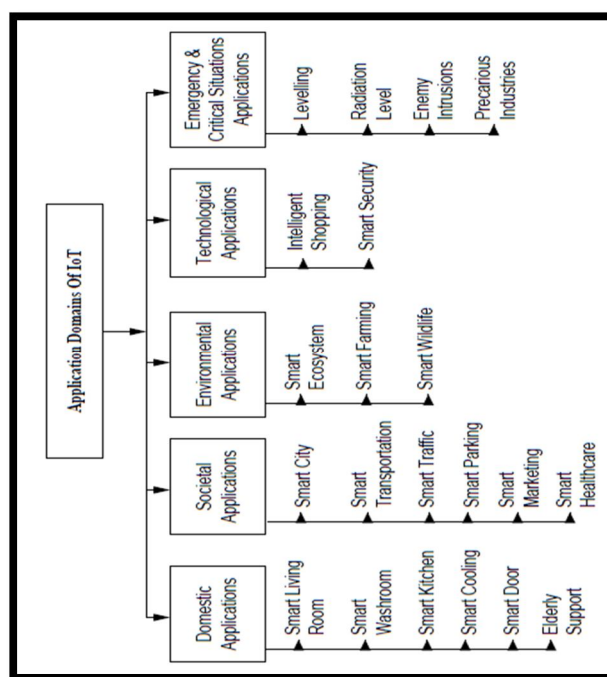 Application Domains Of IoT
Domestic
Applications
Smart Living
Room
Smart
Washroom
Smart Kitchen
Smart Cooling
Smart Door
Elderly
Support
Societal
Applications
Smart City
Smart
Transportation
Smart Traffic
Smart Parking
Smart
Marketing
Smart
Healthcare
Environmental
Applications
Smart
Ecosystem
Smart Farming
Smart Wildlife
Technological
Applications
Intelligent
Shopping
Smart Security
Emergency &
Critical Situations
Applications
Levelling
Radiation
Level
Enemy
Intrusions
Precarious
Industries